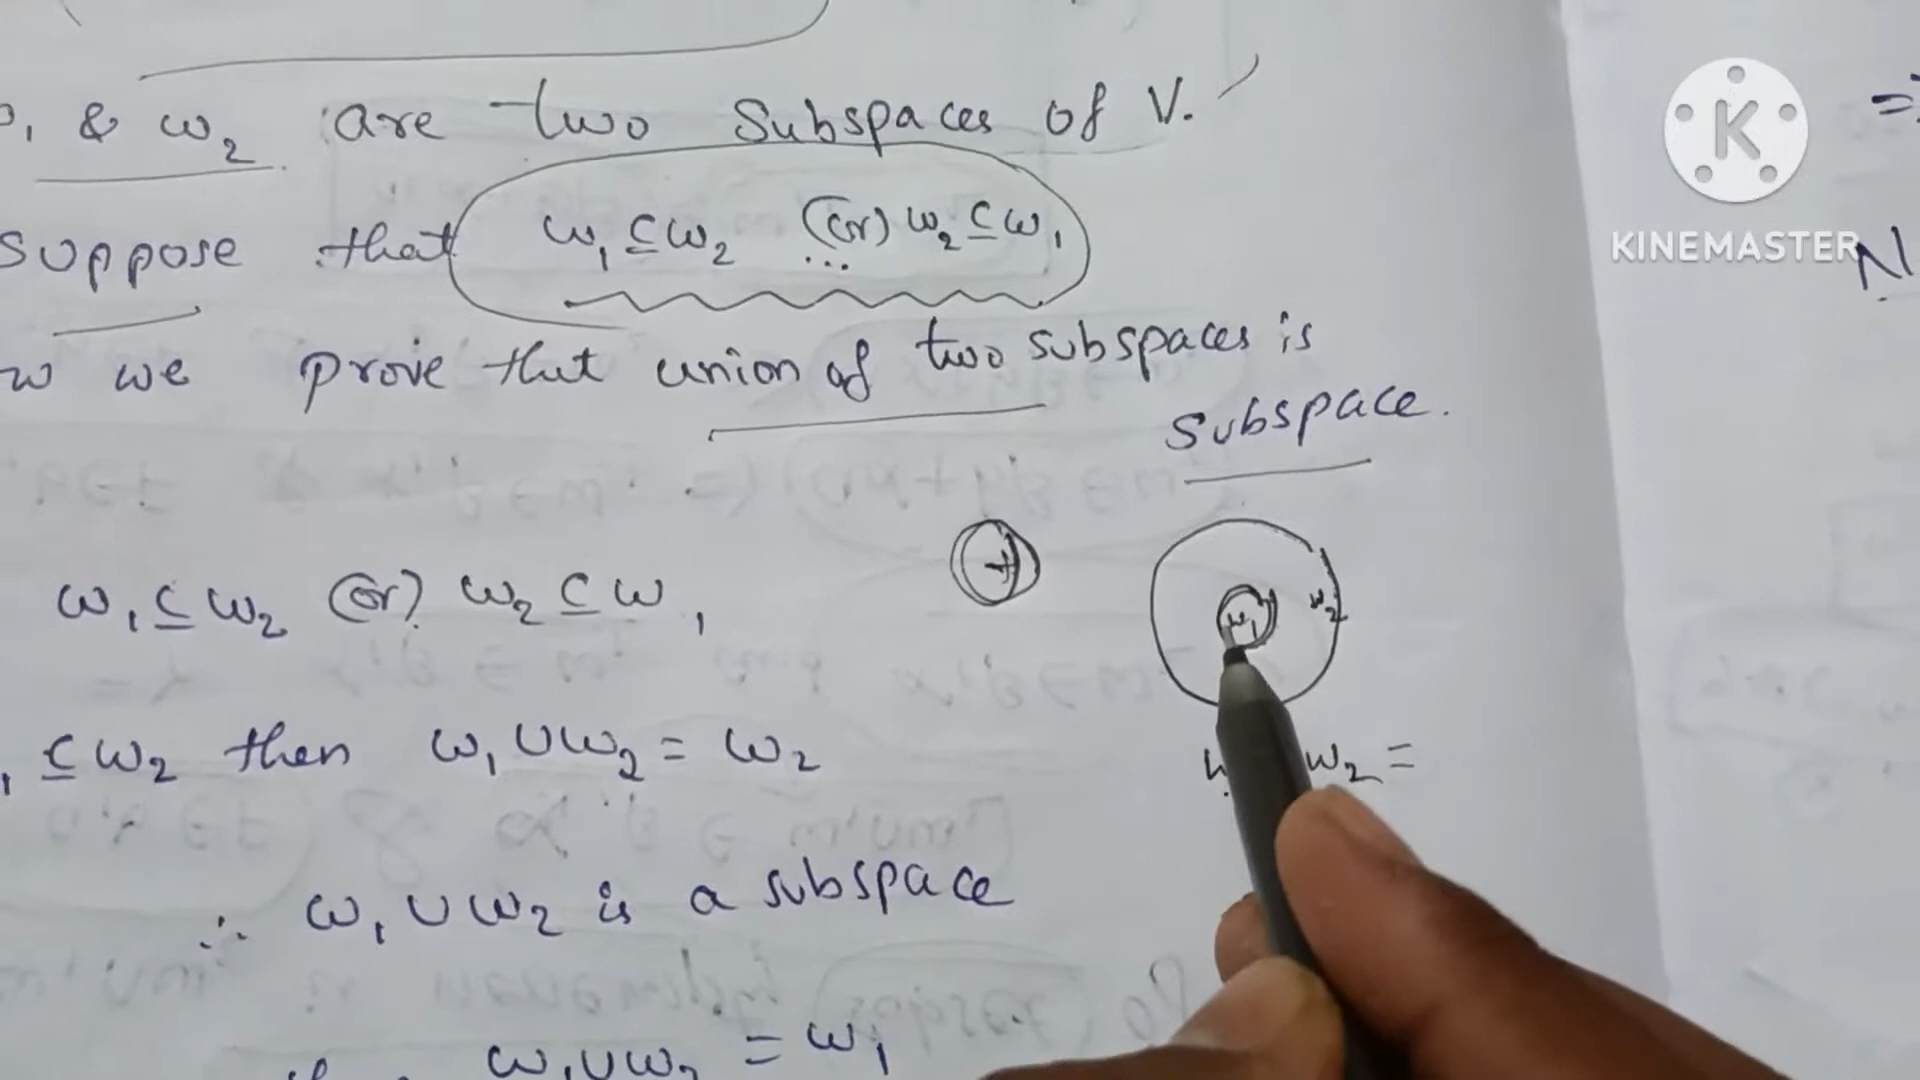 & ω₂ are two Subspaces of V.
suppose that ω₁ ⊆ ω₂ (or) ω₂ ⊆ ω₁
we prove that union of two subspaces is
subspace.
ω₁ ⊆ ω₂ (or) ω₂ ⊆ ω₁
ω₁ ω₂
⊆ ω₂ then ω₁ ∪ ω₂ = ω₂
ω₂ =
∴ ω₁ ∪ ω₂ is a subspace
ω₁ ∪ ω₂ = ω₁
KINEMASTER